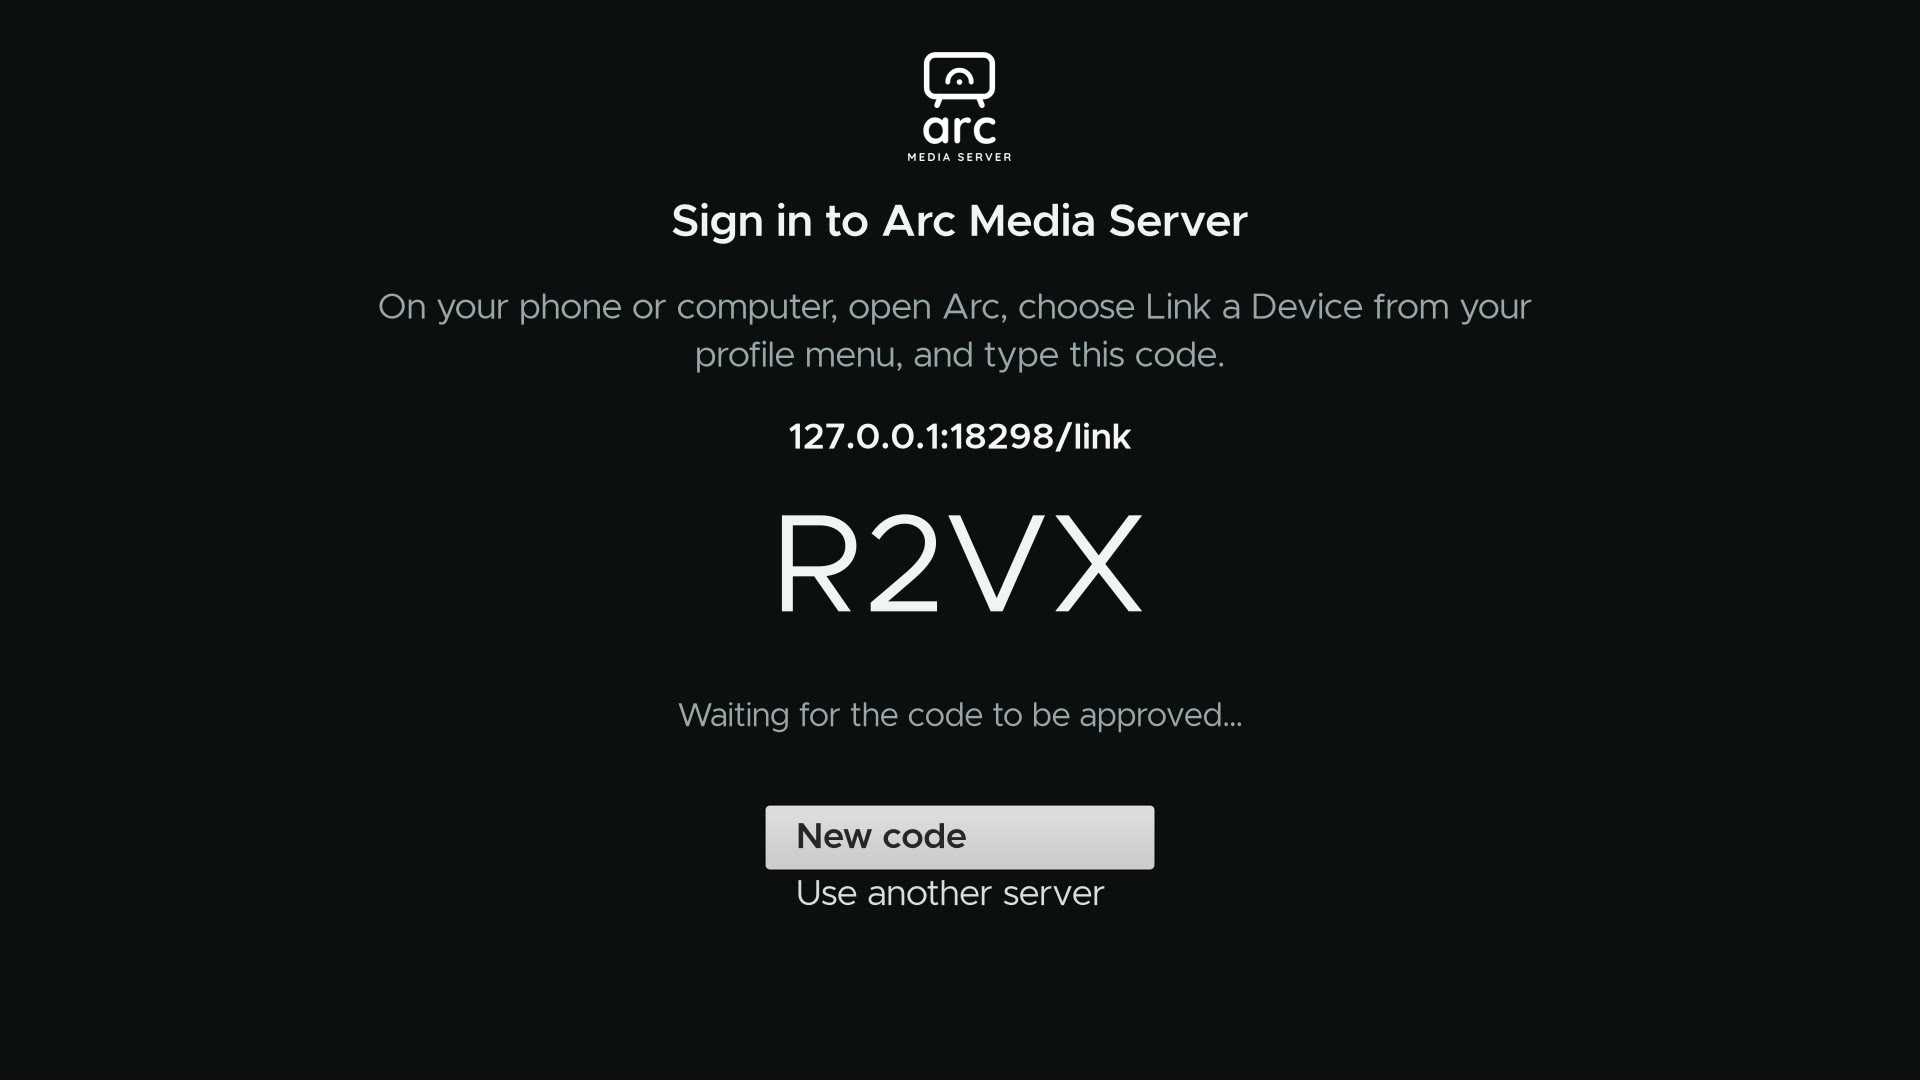 arc
MEDIA SERVER
Sign in to Arc Media Server
On your phone or computer, open Arc, choose Link a Device from your
profile menu, and type this code.
127.0.0.1:18298/link
R2VX
Waiting for the code to be approved...
New code
Use another server